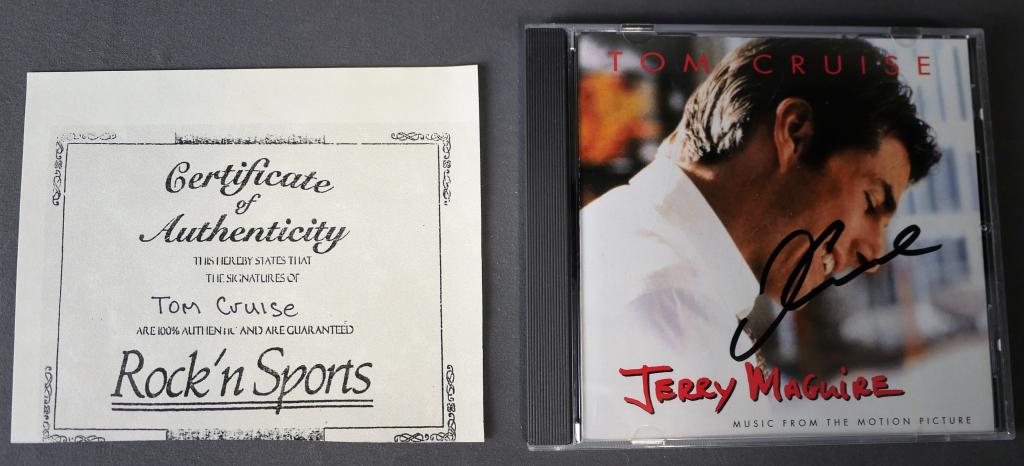 Certificate
of
Authenticity
THIS HEREBY STATES THAT
THE SIGNATURES OF
Tom Cruise
ARE 100% AUTHENTIC AND ARE GUARANTEED
Rock'n Sports
TOM CRUISE
JERRY MAGUIRE
MUSIC FROM THE MOTION PICTURE